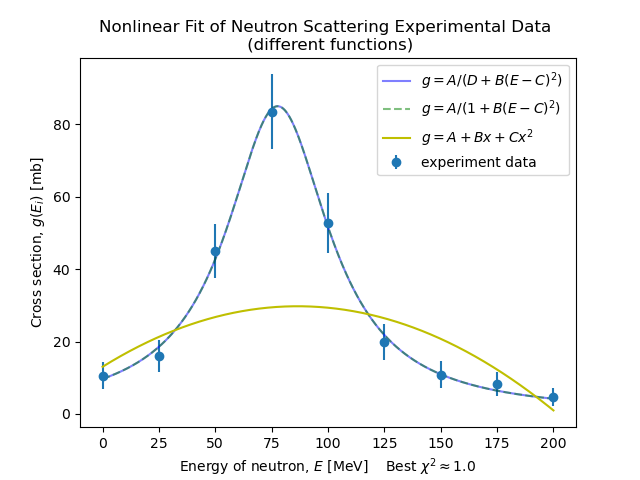 Nonlinear Fit of Neutron Scattering Experimental Data
(different functions)
g = A/(D + B(E − C)²)
g = A/(1 + B(E − C)²)
g = A + Bx + Cx²
experiment data
Cross section, g(Eᵢ) [mb]
80
60
40
20
0
0 25 50 75 100 125 150 175 200
Energy of neutron, E [MeV] Best χ² ≈ 1.0